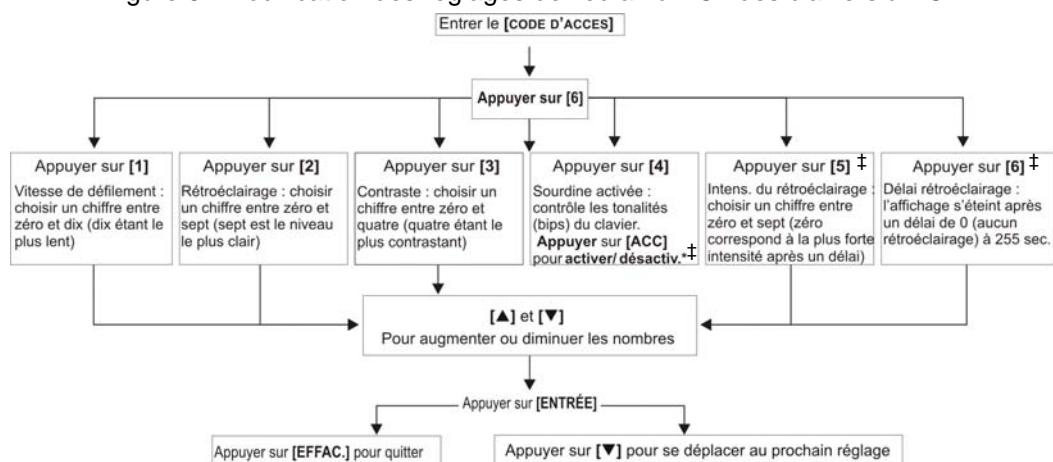 Entrer le [CODE D'ACCES]
Appuyer sur [6]
Appuyer sur [1]
Vitesse de défilement :
choisir un chiffre entre
zéro et dix (dix étant le
plus lent)
Appuyer sur [2]
Rétroéclairage : choisir
un chiffre entre zéro et
sept (sept est le niveau
le plus clair)
Appuyer sur [3]
Contraste : choisir un
chiffre entre zéro et
quatre (quatre étant le
plus contrastant)
Appuyer sur [4]
Sourdine activée :
contrôle les tonalités
(bips) du clavier.
Appuyer sur [ACC]
pour activer/ désactiv.*‡
Appuyer sur [5] ‡
Intens. du rétroéclairage :
choisir un chiffre entre
zéro et sept (zéro
correspond à la plus forte
intensité après un délai)
Appuyer sur [6] ‡
Délai rétroéclairage :
l'affichage s'éteint après
un délai de 0 (aucun
rétroéclairage) à 255 sec.
[▲] et [▼]
Pour augmenter ou diminuer les nombres
Appuyer sur [ENTRÉE]
Appuyer sur [EFFAC.] pour quitter
Appuyer sur [▼] pour se déplacer au prochain réglage